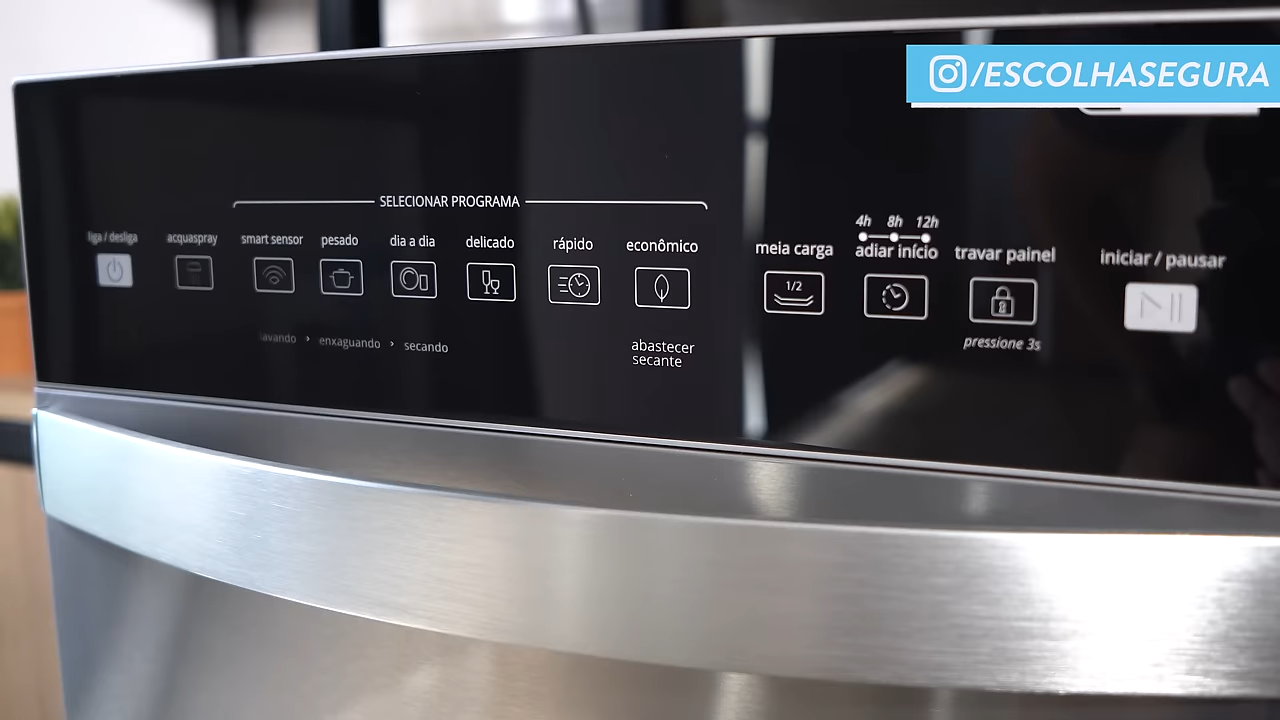 /ESCOLHASEGURA
SELECIONAR PROGRAMA
4h 8h 12h
liga / desliga acquaspray smart sensor pesado dia a dia delicado rápido econômico meia carga adiar início travar painel iniciar / pausar
1/2
lavando › enxaguando › secando
abastecer
secante
pressione 3s